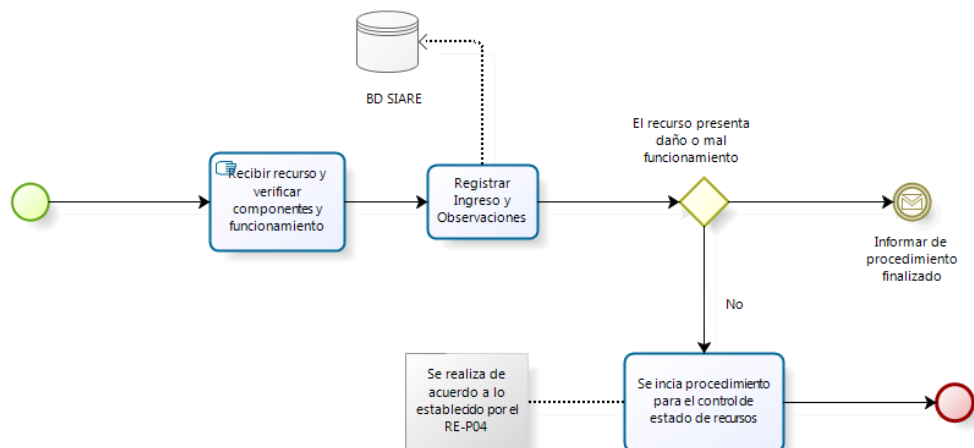 BD SIARE
El recurso presenta
daño o mal
funcionamiento
Recibir recurso y
verificar
componentes y
funcionamiento
Registrar
Ingreso y
Observaciones
Informar de
procedimiento
finalizado
No
Se realiza de
acuerdo a lo
establecido por el
RE-P04
Se incia procedimiento
para el control de
estado de recursos